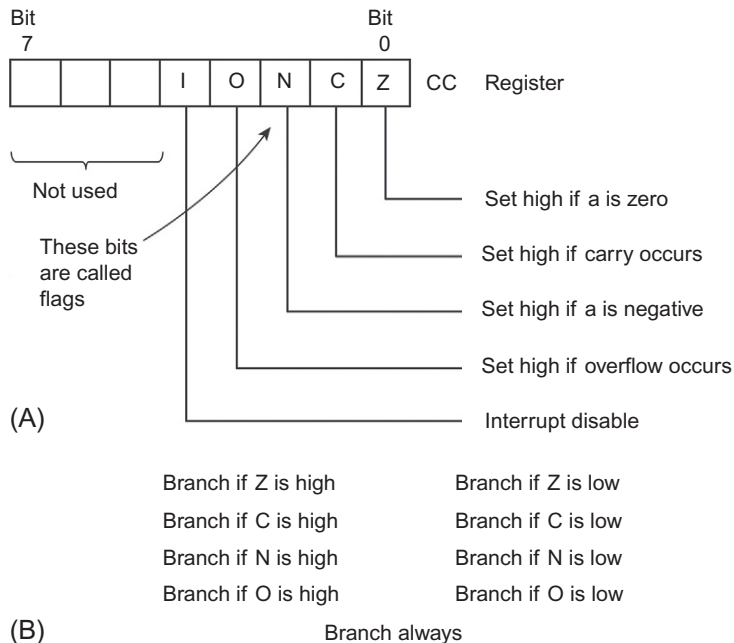 Bit Bit
7 0
I O N C Z CC Register
Not used
Set high if a is zero
These bits
are called
flags
Set high if carry occurs
Set high if a is negative
Set high if overflow occurs
(A) Interrupt disable
Branch if Z is high Branch if Z is low
Branch if C is high Branch if C is low
Branch if N is high Branch if N is low
Branch if O is high Branch if O is low
(B) Branch always